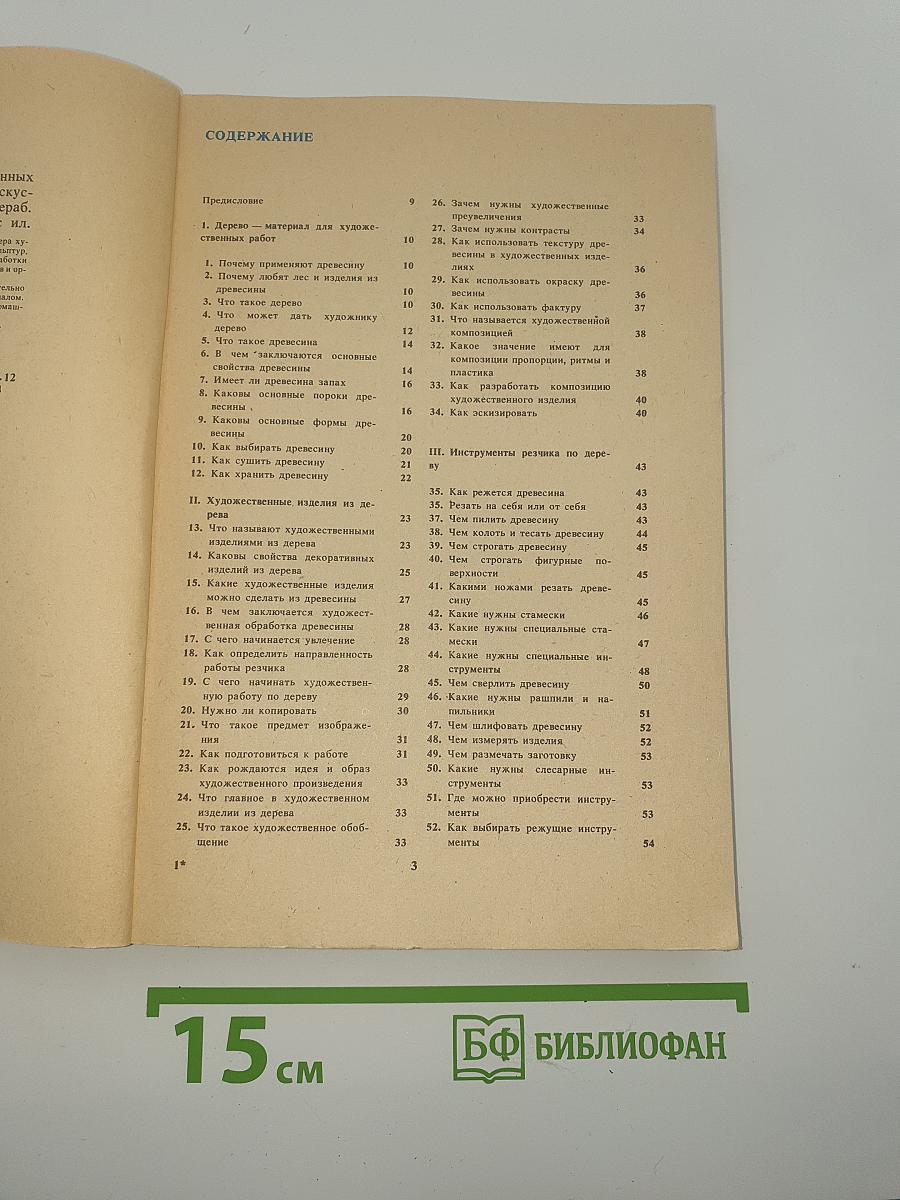 нных
скус-
ераб.
с ил.
ера ху-
льптур,
аботки
в и ор-
тельно
иалом.
омаш-
.12
СОДЕРЖАНИЕ
Предисловие 9
1. Дерево — материал для художе-
ственных работ 10
1. Почему применяют древесину 10
2. Почему любят лес и изделия из
древесины 10
3. Что такое дерево 10
4. Что может дать художнику
дерево 12
5. Что такое древесина 14
6. В чем заключаются основные
свойства древесины 14
7. Имеет ли древесина запах 16
8. Каковы основные пороки дре-
весины 16
9. Каковы основные формы дре-
весины 20
10. Как выбирать древесину 20
11. Как сушить древесину 21
12. Как хранить древесину 22
II. Художественные изделия из де-
рева 23
13. Что называют художественными
изделиями из дерева 23
14. Каковы свойства декоративных
изделий из дерева 25
15. Какие художественные изделия
можно сделать из древесины 27
16. В чем заключается художест-
венная обработка древесины 28
17. С чего начинается увлечение 28
18. Как определить направленность
работы резчика 28
19. С чего начинать художествен-
ную работу по дереву 29
20. Нужно ли копировать 30
21. Что такое предмет изображе-
ния 31
22. Как подготовиться к работе 31
23. Как рождаются идея и образ
художественного произведения 33
24. Что главное в художественном
изделии из дерева 33
25. Что такое художественное обоб-
щение 33
26. Зачем нужны художественные
преувеличения 33
27. Зачем нужны контрасты 34
28. Как использовать текстуру дре-
весины в художественных изде-
лиях 36
29. Как использовать окраску дре-
весины 36
30. Как использовать фактуру 37
31. Что называется художественной
композицией 38
32. Какое значение имеют для
композиции пропорции, ритмы и
пластика 38
33. Как разработать композицию
художественного изделия 40
34. Как эскизировать 40
III. Инструменты резчика по дере-
ву 43
35. Как режется древесина 43
35. Резать на себя или от себя 43
37. Чем пилить древесину 43
38. Чем колоть и тесать древесину 44
39. Чем строгать древесину 45
40. Чем строгать фигурные по-
верхности 45
41. Какими ножами резать древе-
сину 45
42. Какие нужны стамески 46
43. Какие нужны специальные ста-
мески 47
44. Какие нужны специальные ин-
струменты 48
45. Чем сверлить древесину 50
46. Какие нужны рашпили и на-
пильники 51
47. Чем шлифовать древесину 52
48. Чем измерять изделия 52
49. Чем размечать заготовку 53
50. Какие нужны слесарные ин-
струменты 53
51. Где можно приобрести инстру-
менты 53
52. Как выбирать режущие инстру-
менты 54
1* 3
15 см
БФ БИБЛИОФАН